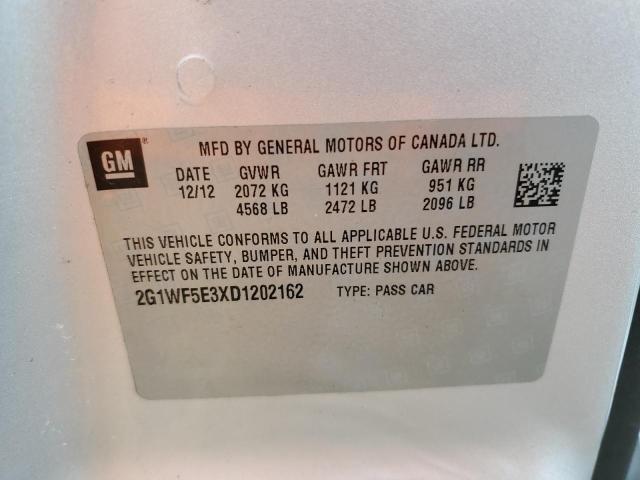 GM®
MFD BY GENERAL MOTORS OF CANADA LTD.
DATE GVWR GAWR FRT GAWR RR
12/12 2072 KG 1121 KG 951 KG
4568 LB 2472 LB 2096 LB
THIS VEHICLE CONFORMS TO ALL APPLICABLE U.S. FEDERAL MOTOR
VEHICLE SAFETY, BUMPER, AND THEFT PREVENTION STANDARDS IN
EFFECT ON THE DATE OF MANUFACTURE SHOWN ABOVE.
2G1WF5E3XD1202162 TYPE: PASS CAR